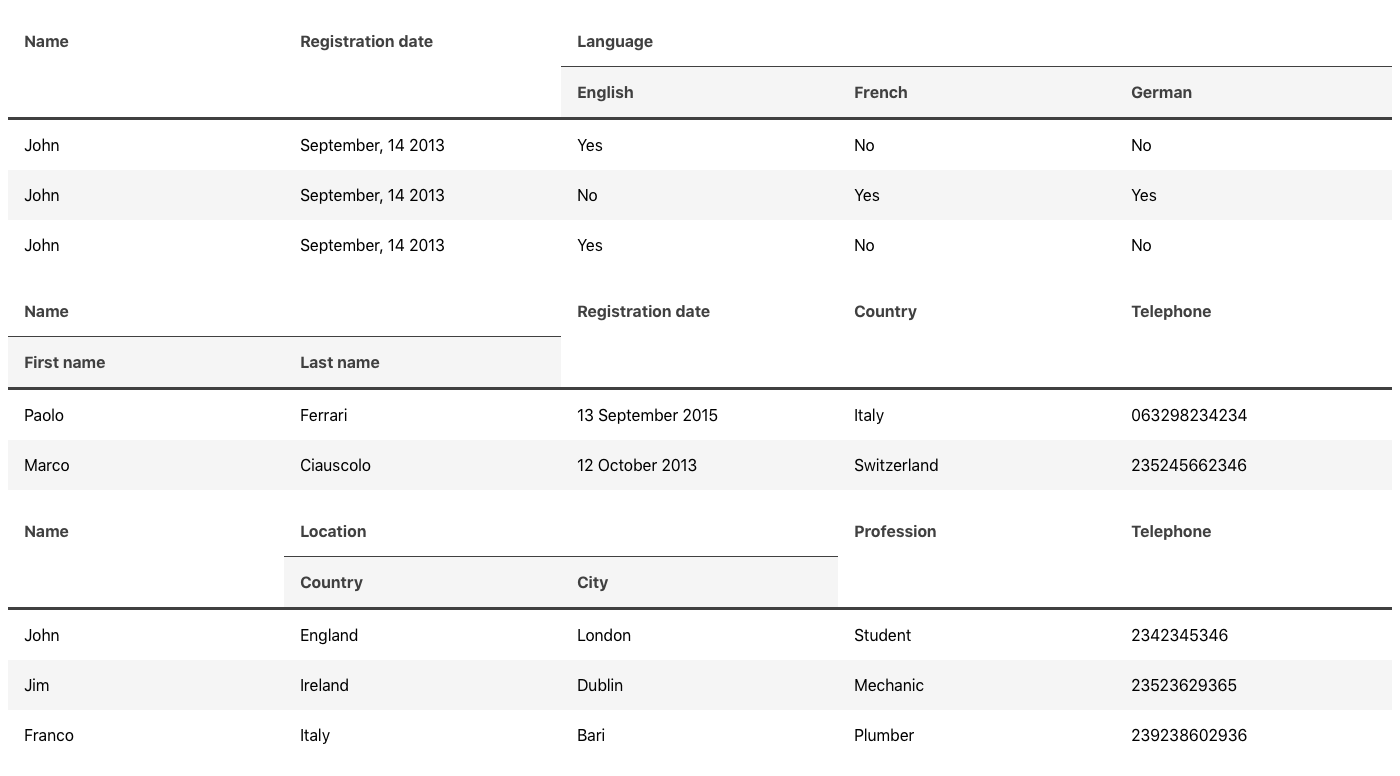 Name Registration date Language
English French German
John September, 14 2013 Yes No No
John September, 14 2013 No Yes Yes
John September, 14 2013 Yes No No
Name Registration date Country Telephone
First name Last name
Paolo Ferrari 13 September 2015 Italy 063298234234
Marco Ciauscolo 12 October 2013 Switzerland 235245662346
Name Location Profession Telephone
Country City
John England London Student 2342345346
Jim Ireland Dublin Mechanic 23523629365
Franco Italy Bari Plumber 239238602936